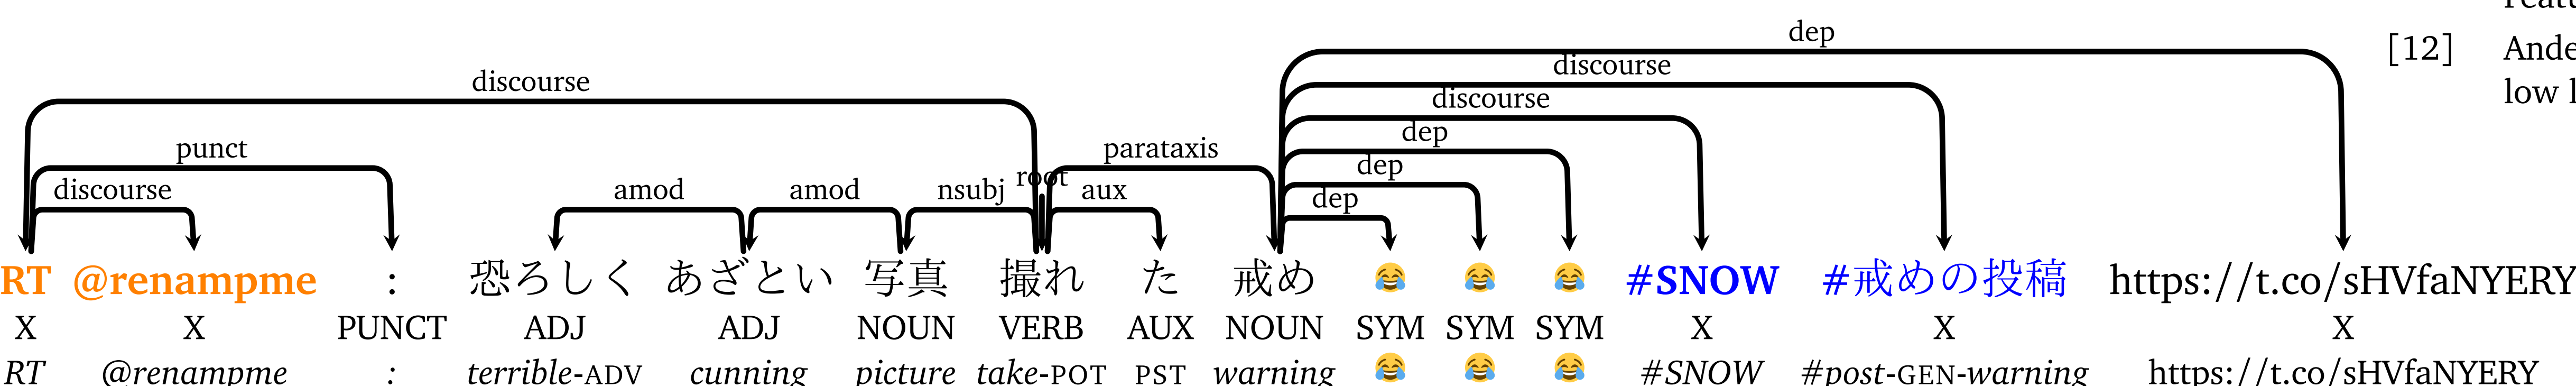 dep
[12] Ande
discourse
low l
discourse
discourse
dep
punct
parataxis
dep
root
discourse
amod
amod
nsubj
aux
dep
RT @renampme : 恐ろしく あざとい 写真 撮れ た 戒め 😂 😂 😂 #SNOW #戒めの投稿 https://t.co/sHVfaNYERY
X X PUNCT ADJ ADJ NOUN VERB AUX NOUN SYM SYM SYM X X X
RT @renampme : terrible-ADV cunning picture take-POT PST warning 😂 😂 😂 #SNOW #post-GEN-warning https://t.co/sHVfaNYERY